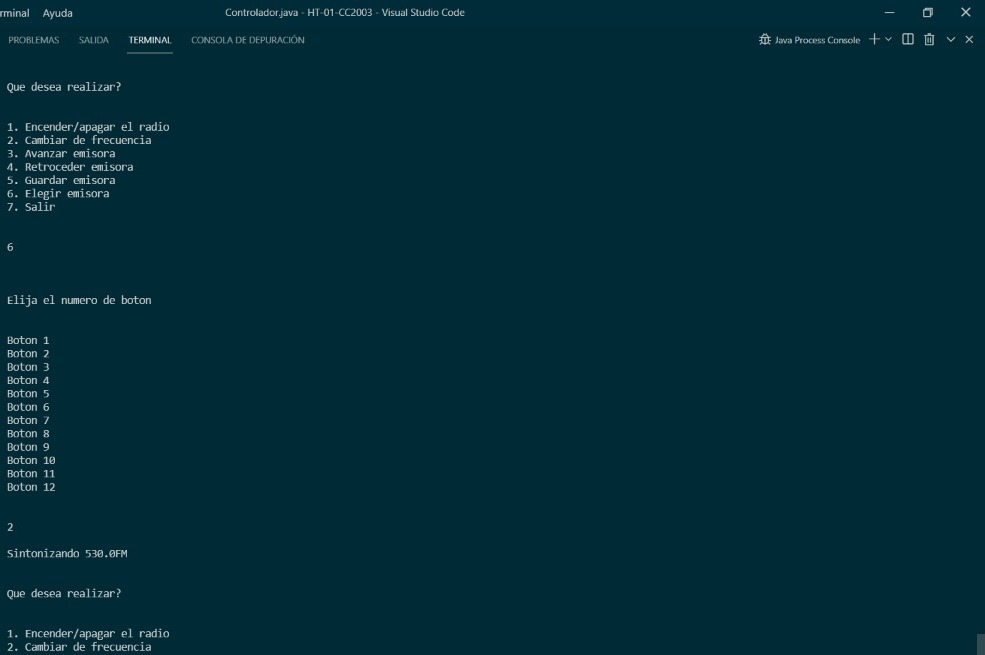 rminal Ayuda Controlador.java - HT-01-CC2003 - Visual Studio Code
PROBLEMAS SALIDA TERMINAL CONSOLA DE DEPURACIÓN Java Process Console
Que desea realizar?
1. Encender/apagar el radio
2. Cambiar de frecuencia
3. Avanzar emisora
4. Retroceder emisora
5. Guardar emisora
6. Elegir emisora
7. Salir
6
Elija el numero de boton
Boton 1
Boton 2
Boton 3
Boton 4
Boton 5
Boton 6
Boton 7
Boton 8
Boton 9
Boton 10
Boton 11
Boton 12
2
Sintonizando 530.0FM
Que desea realizar?
1. Encender/apagar el radio
2. Cambiar de frecuencia